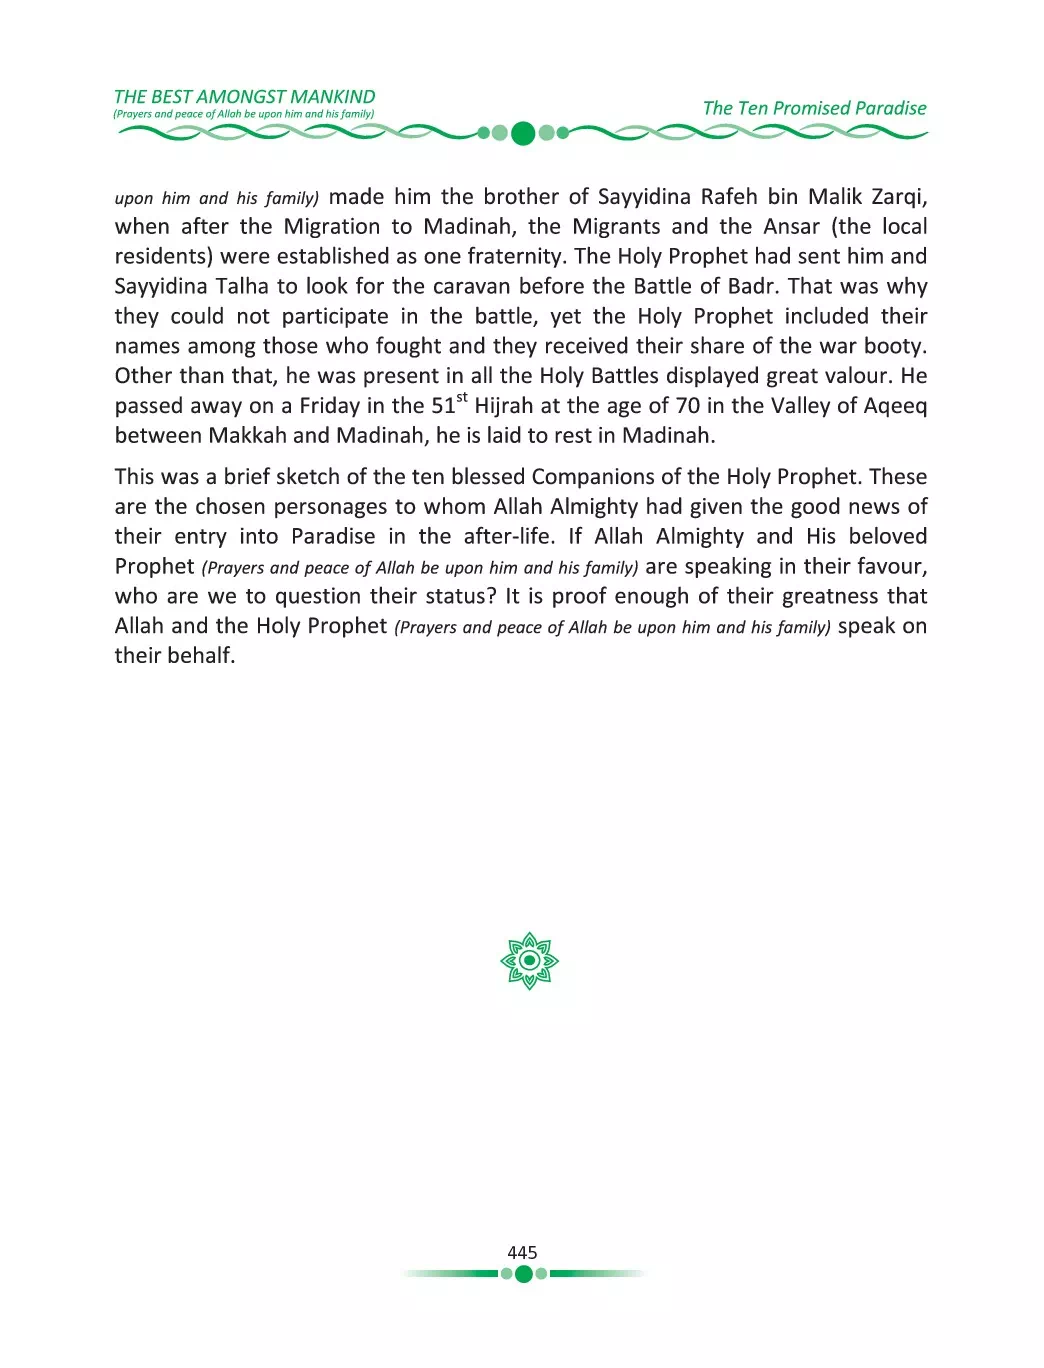 THE BEST AMONGST MANKIND
(Prayers and peace of Allah be upon him and his family)
The Ten Promised Paradise
upon him and his family) made him the brother of Sayyidina Rafeh bin Malik Zarqi,
when after the Migration to Madinah, the Migrants and the Ansar (the local
residents) were established as one fraternity. The Holy Prophet had sent him and
Sayyidina Talha to look for the caravan before the Battle of Badr. That was why
they could not participate in the battle, yet the Holy Prophet included their
names among those who fought and they received their share of the war booty.
Other than that, he was present in all the Holy Battles displayed great valour. He
passed away on a Friday in the 51st Hijrah at the age of 70 in the Valley of Aqeeq
between Makkah and Madinah, he is laid to rest in Madinah.
This was a brief sketch of the ten blessed Companions of the Holy Prophet. These
are the chosen personages to whom Allah Almighty had given the good news of
their entry into Paradise in the after-life. If Allah Almighty and His beloved
Prophet (Prayers and peace of Allah be upon him and his family) are speaking in their favour,
who are we to question their status? It is proof enough of their greatness that
Allah and the Holy Prophet (Prayers and peace of Allah be upon him and his family) speak on
their behalf.
445